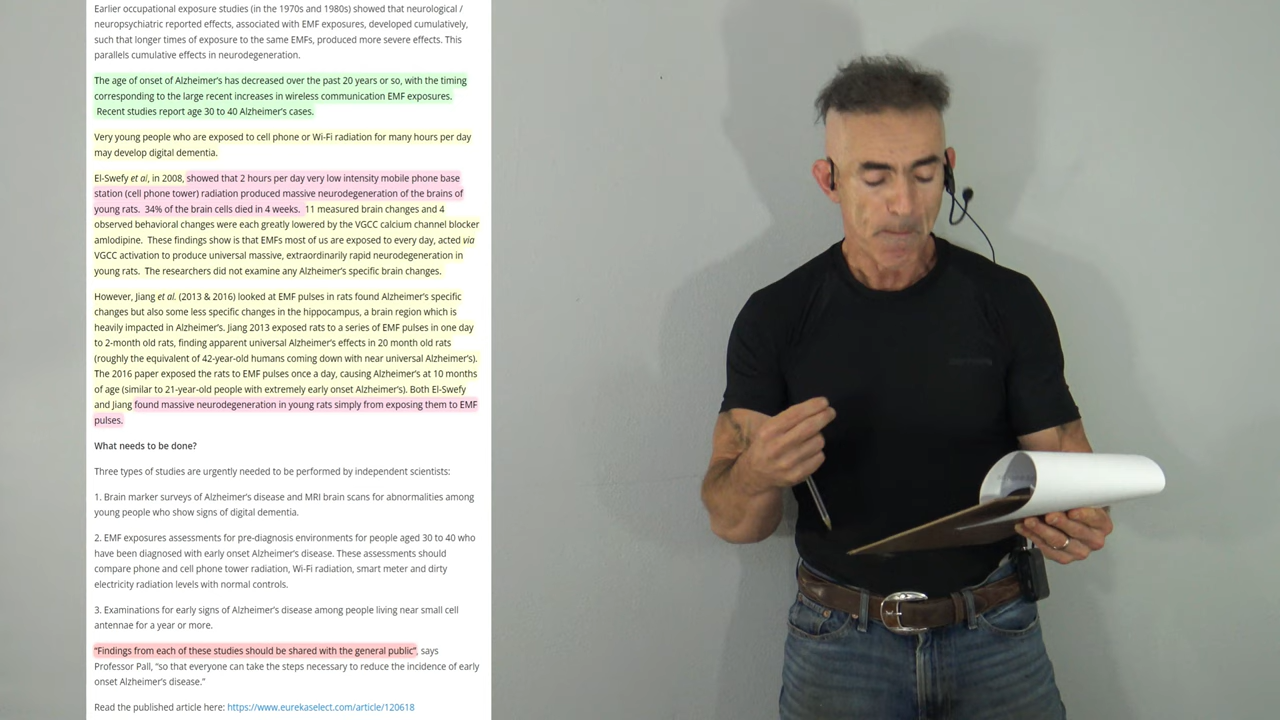 Earlier occupational exposure studies (in the 1970s and 1980s) showed that neurological /
neuropsychiatric reported effects, associated with EMF exposures, developed cumulatively,
such that longer times of exposure to the same EMFs, produced more severe effects. This
parallels cumulative effects in neurodegeneration.
The age of onset of Alzheimer's has decreased over the past 20 years or so, with the timing
corresponding to the large recent increases in wireless communication EMF exposures.
Recent studies report age 30 to 40 Alzheimer's cases.
Very young people who are exposed to cell phone or Wi-Fi radiation for many hours per day
may develop digital dementia.
El-Swefy et al, in 2008, showed that 2 hours per day very low intensity mobile phone base
station (cell phone tower) radiation produced massive neurodegeneration of the brains of
young rats. 34% of the brain cells died in 4 weeks. 11 measured brain changes and 4
observed behavioral changes were each greatly lowered by the VGCC calcium channel blocker
amlodipine. These findings show is that EMFs most of us are exposed to every day, acted via
VGCC activation to produce universal massive, extraordinarily rapid neurodegeneration in
young rats. The researchers did not examine any Alzheimer's specific brain changes.
However, Jiang et al. (2013 & 2016) looked at EMF pulses in rats found Alzheimer's specific
changes but also some less specific changes in the hippocampus, a brain region which is
heavily impacted in Alzheimer's. Jiang 2013 exposed rats to a series of EMF pulses in one day
to 2-month old rats, finding apparent universal Alzheimer's effects in 20 month old rats
(roughly the equivalent of 42-year-old humans coming down with near universal Alzheimer's).
The 2016 paper exposed the rats to EMF pulses once a day, causing Alzheimer's at 10 months
of age (similar to 21-year-old people with extremely early onset Alzheimer's). Both El-Swefy
and Jiang found massive neurodegeneration in young rats simply from exposing them to EMF
pulses.
What needs to be done?
Three types of studies are urgently needed to be performed by independent scientists:
1. Brain marker surveys of Alzheimer's disease and MRI brain scans for abnormalities among
young people who show signs of digital dementia.
2. EMF exposures assessments for pre-diagnosis environments for people aged 30 to 40 who
have been diagnosed with early onset Alzheimer's disease. These assessments should
compare phone and cell phone tower radiation, Wi-Fi radiation, smart meter and dirty
electricity radiation levels with normal controls.
3. Examinations for early signs of Alzheimer's disease among people living near small cell
antennae for a year or more.
"Findings from each of these studies should be shared with the general public", says
Professor Pall, "so that everyone can take the steps necessary to reduce the incidence of early
onset Alzheimer's disease."
Read the published article here: https://www.eurekaselect.com/article/120618